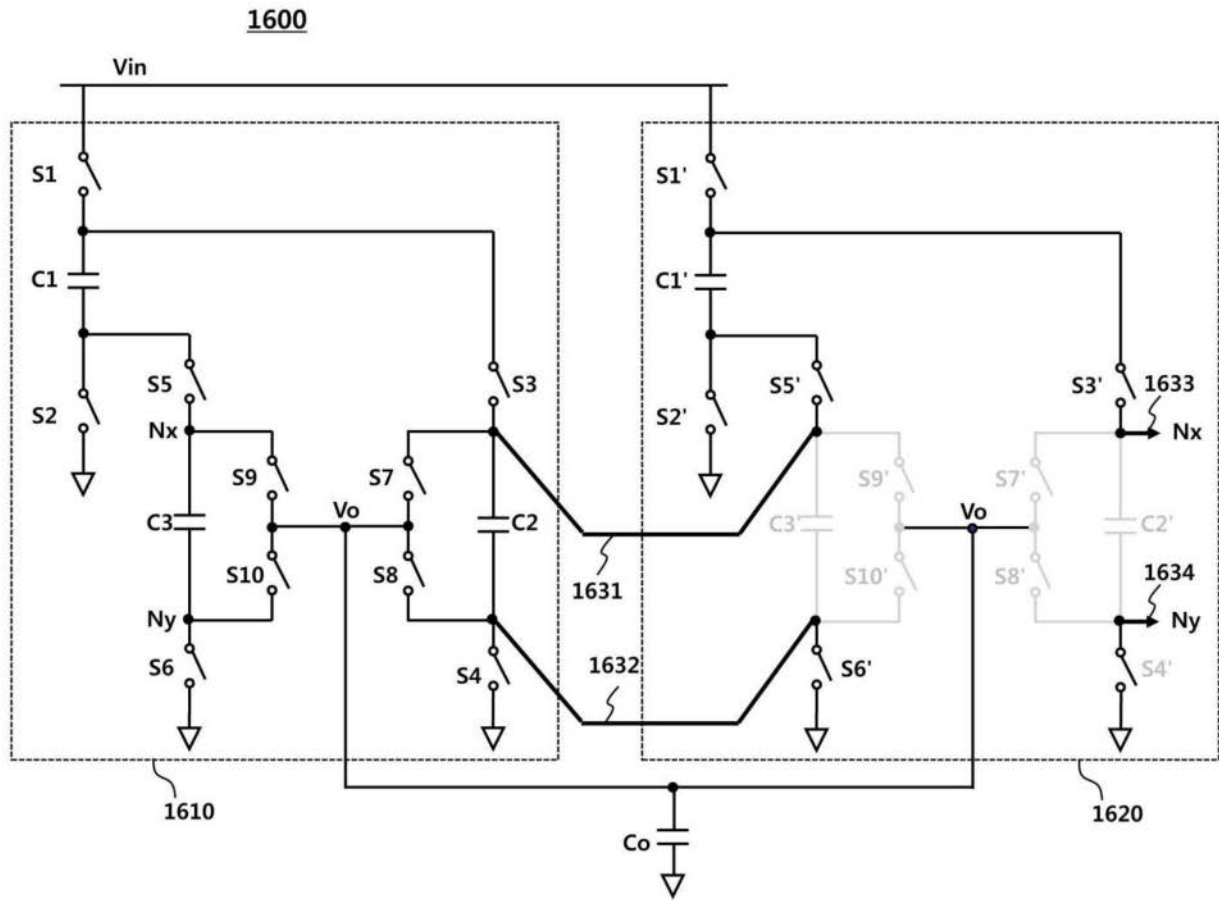 1600
Vin
S1
S1'
C1
C1'
S5
S3
S5'
S3'
1633
S2
S2'
Nx
Nx
S9
S7
S9'
S7'
C3
Vo
C2
C3'
Vo
C2'
S10
S8
1631
S10'
S8'
1634
Ny
Ny
S6
S4
1632
S6'
S4'
1610
1620
Co